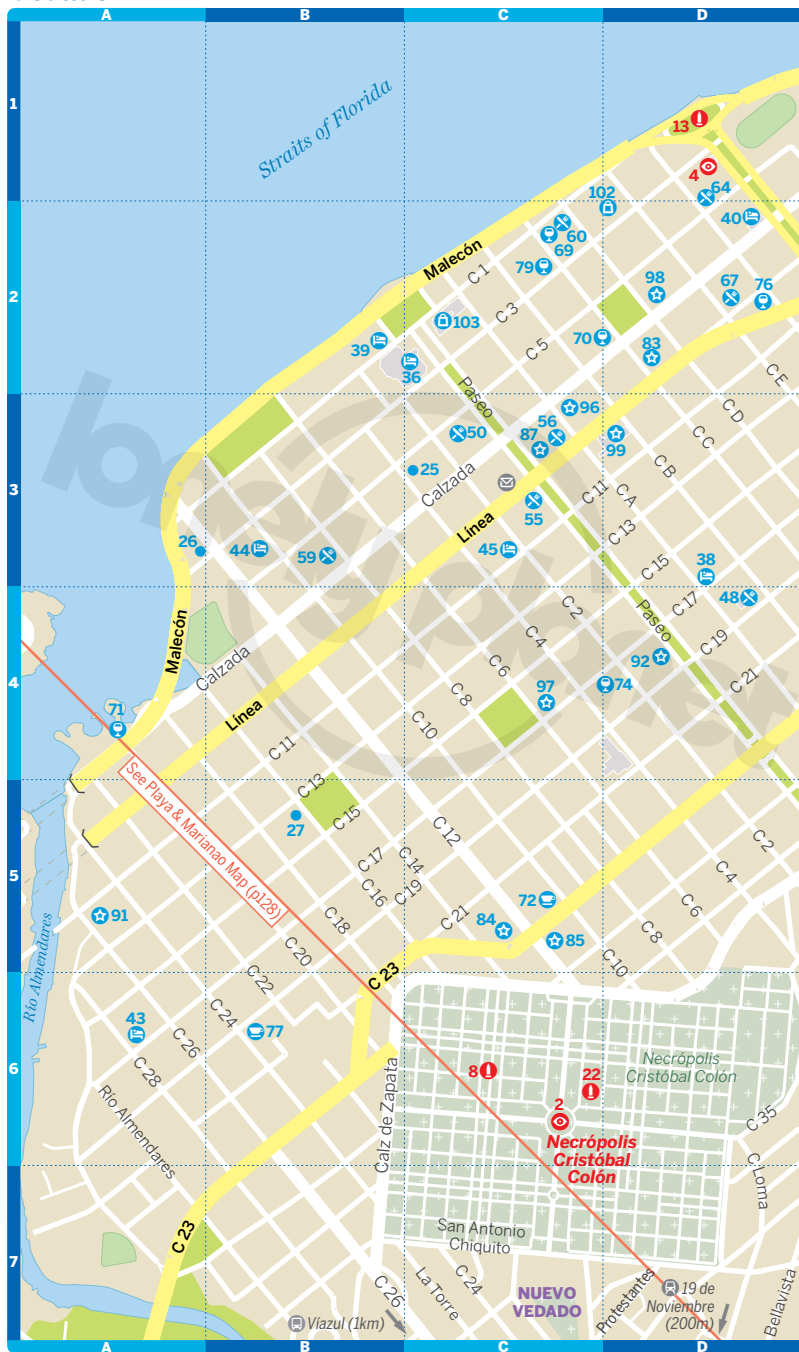 A B C D
1
Straits of Florida
13
4
64
102
40
60
69
Malecón
79
C 1
98
67
76
2
103
C 3
39
70
C 5
83
36
C E
Paseo
C D
96
56
50
87
C C
99
25
C B
Calzada
3
C 11
C A
Línea
55
C 13
26
44
59
45
C 15
38
C 17
48
C 2
Paseo
Malecón
C 4
C 19
92
Calzada
C 6
C 21
4
C 8
97
74
71
Línea
C 10
C 11
See Playa & Marianao Map (p128)
C 13
C 15
27
C 12
C 2
C 17
C 14
C 4
5
C 16
C 19
72
C 6
91
C 18
C 21
84
C 8
85
C 20
C 10
Río Almendares
C 23
C 22
C 24
43
77
C 26
Necrópolis
Cristóbal Colón
C 28
8
22
6
2
Calz de Zapata
C 35
Río Almendares
Necrópolis
Cristóbal
Colón
C Loma
C 23
San Antonio
Chiquito
7
C 24
La Torre
C 26
19 de
Noviembre
(200m)
NUEVO
VEDADO
Protestantes
Bellavista
Víazul (1km)
lonely planet
A B C D